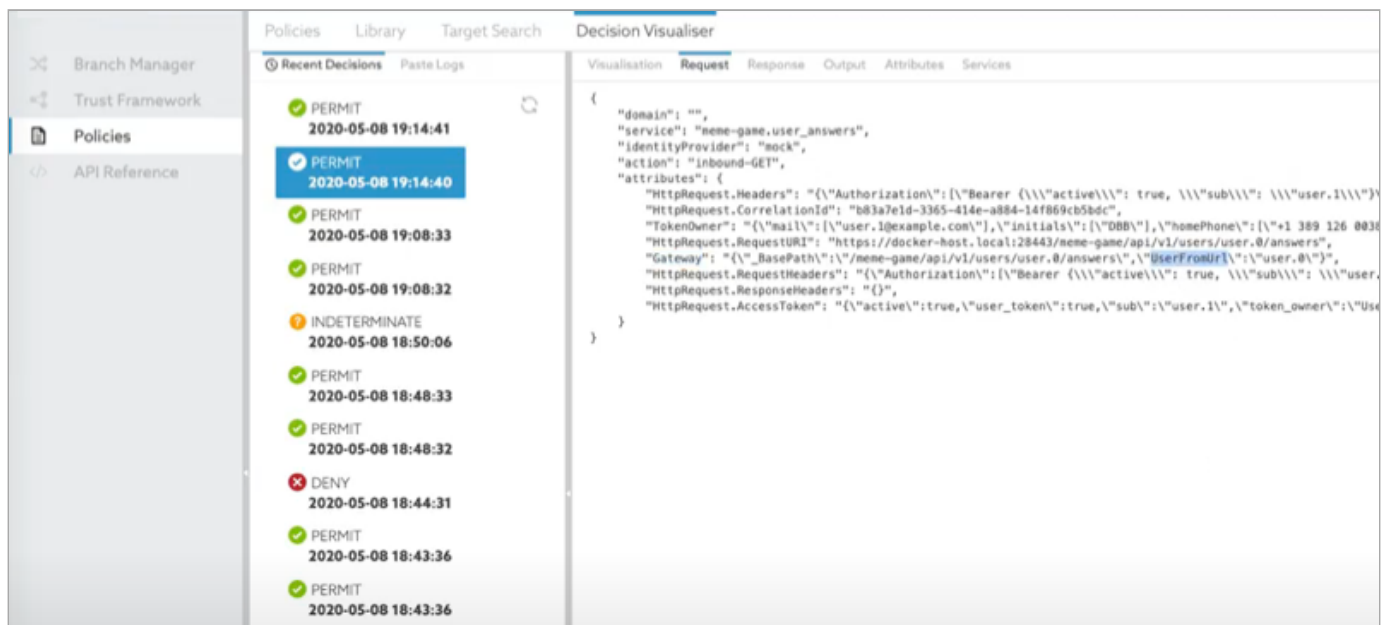 Policies Library Target Search Decision Visualiser
Branch Manager
Trust Framework
Policies
API Reference
Recent Decisions Paste Logs
PERMIT
2020-05-08 19:14:41
PERMIT
2020-05-08 19:14:40
PERMIT
2020-05-08 19:08:33
PERMIT
2020-05-08 19:08:32
INDETERMINATE
2020-05-08 18:50:06
PERMIT
2020-05-08 18:48:33
PERMIT
2020-05-08 18:48:32
DENY
2020-05-08 18:44:31
PERMIT
2020-05-08 18:43:36
PERMIT
2020-05-08 18:43:36
Visualisation Request Response Output Attributes Services
{
"domain": "",
"service": "meme-game.user_answers",
"identityProvider": "mock",
"action": "inbound-GET",
"attributes": {
"HttpRequest.Headers": "{\"Authorization\":[\"Bearer {\\\"active\\\": true, \\\"sub\\\": \\\"user.1\\\"}\
"HttpRequest.CorrelationId": "b83a7e1d-3365-414e-a884-14f869cb5bdc",
"TokenOwner": "{\"mail\":[\"user.1@example.com\"],\"initials\":[\"DBB\"],\"homePhone\":[\"+1 389 126 0038
"HttpRequest.RequestURI": "https://docker-host.local:28443/meme-game/api/v1/users/user.0/answers",
"Gateway": "{\"_BasePath\":\"/meme-game/api/v1/users/user.0/answers\",\"UserFromUrl\":\"user.0\"}",
"HttpRequest.RequestHeaders": "{\"Authorization\":[\"Bearer {\\\"active\\\": true, \\\"sub\\\": \\\"user.
"HttpRequest.ResponseHeaders": "{}",
"HttpRequest.AccessToken": "{\"active\":true,\"user_token\":true,\"sub\":\"user.1\",\"token_owner\":\"Use
}
}